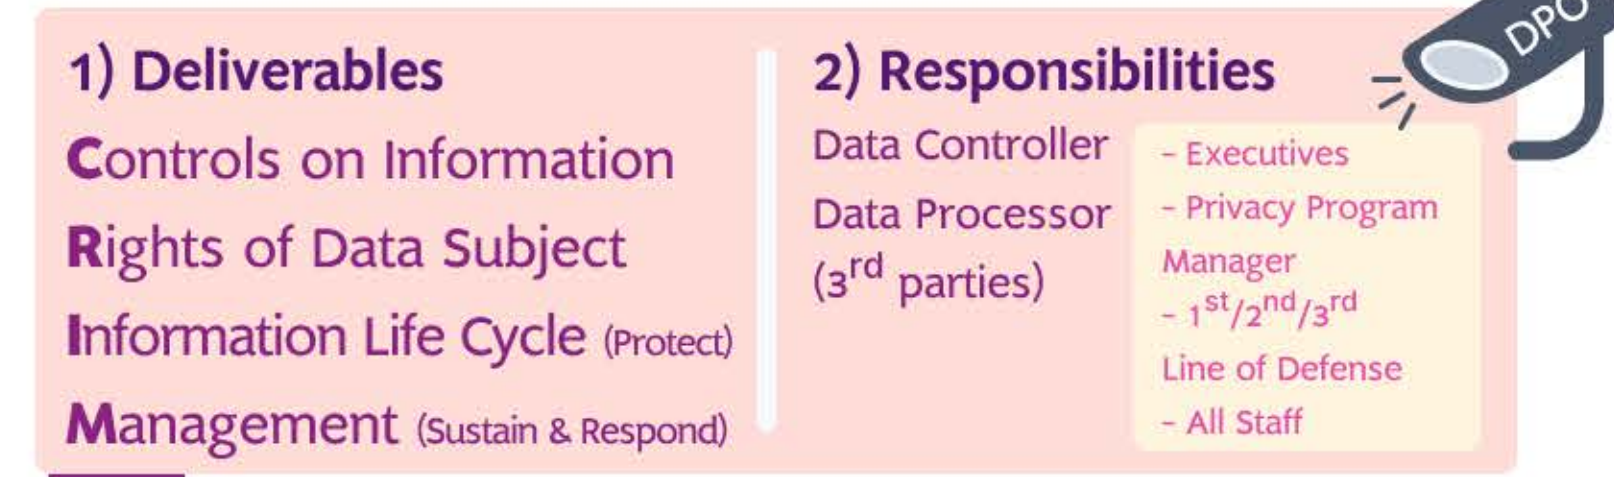 1) Deliverables
Controls on Information
Rights of Data Subject
Information Life Cycle (Protect)
Management (Sustain & Respond)
2) Responsibilities
Data Controller
Data Processor
(3rd parties)
- Executives
- Privacy Program
Manager
- 1st/2nd/3rd
Line of Defense
- All Staff
DPO